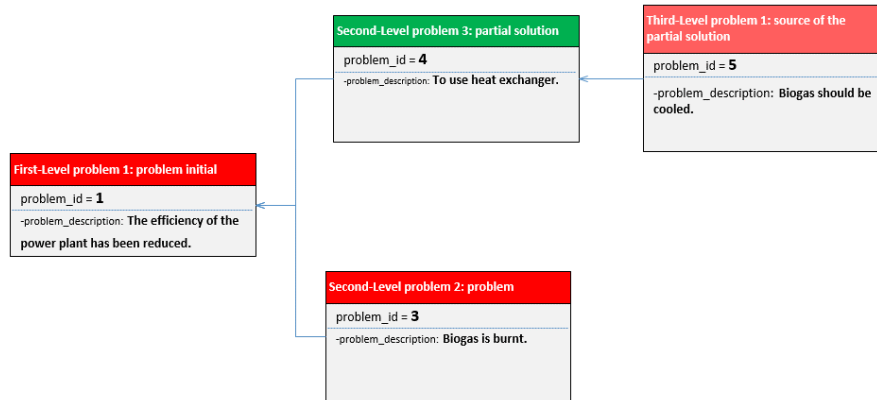 Second-Level problem 3: partial solution
problem_id = 4
-problem_description: To use heat exchanger.
Third-Level problem 1: source of the
partial solution
problem_id = 5
-problem_description: Biogas should be
cooled.
First-Level problem 1: problem initial
problem_id = 1
-problem_description: The efficiency of the
power plant has been reduced.
Second-Level problem 2: problem
problem_id = 3
-problem_description: Biogas is burnt.